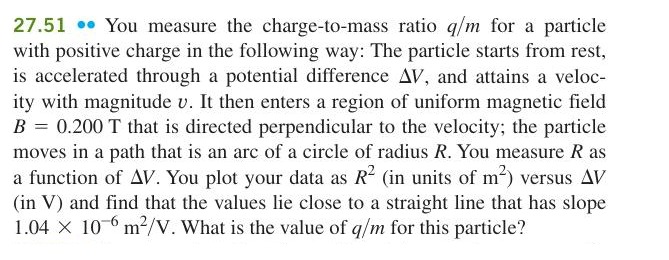 27.51 •• You measure the charge-to-mass ratio q/m for a particle
with positive charge in the following way: The particle starts from rest,
is accelerated through a potential difference ΔV, and attains a veloc-
ity with magnitude v. It then enters a region of uniform magnetic field
B = 0.200 T that is directed perpendicular to the velocity; the particle
moves in a path that is an arc of a circle of radius R. You measure R as
a function of ΔV. You plot your data as R² (in units of m²) versus ΔV
(in V) and find that the values lie close to a straight line that has slope
1.04 × 10⁻⁶ m²/V. What is the value of q/m for this particle?